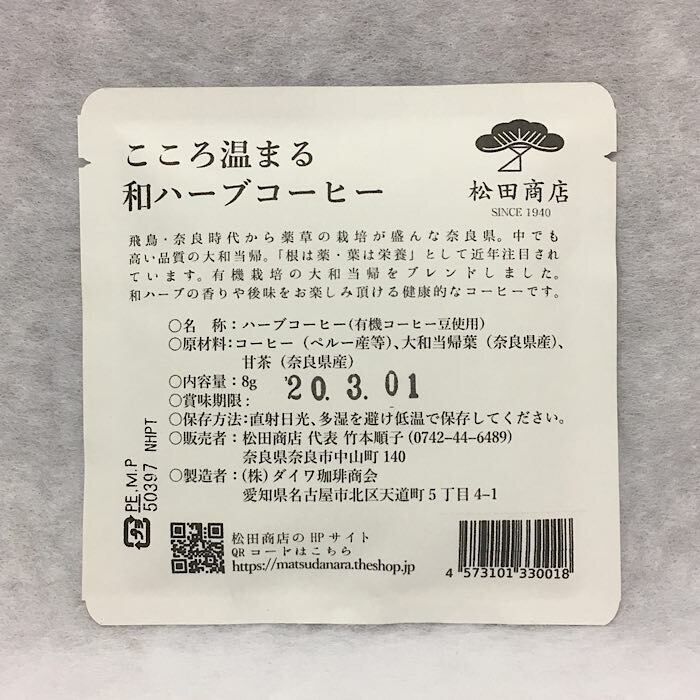 こころ温まる
和ハーブコーヒー
松田商店
SINCE 1940
飛鳥・奈良時代から薬草の栽培が盛んな奈良県。中でも
高い品質の大和当帰。「根は薬・葉は栄養」として近年注目され
ています。有機栽培の大和当帰をブレンドしました。
和ハーブの香りや後味をお楽しみ頂ける健康的なコーヒーです。
○名　称：ハーブコーヒー(有機コーヒー豆使用)
○原材料：コーヒー（ペルー産等）、大和当帰葉（奈良県産）、
甘茶（奈良県産）
○内容量：8g
○賞味期限：
'20.3.01
○保存方法：直射日光、多湿を避け低温で保存してください。
○販売者：松田商店 代表 竹本順子 (0742-44-6489)
奈良県奈良市中山町 140
○製造者：(株) ダイワ珈琲商会
愛知県名古屋市北区天道町 5 丁目 4-1
プラ
PE,M,P
50397 NHPT
松田商店の HP サイト
QR コードはこちら
https://matsudanara.theshop.jp
4 573101 330018